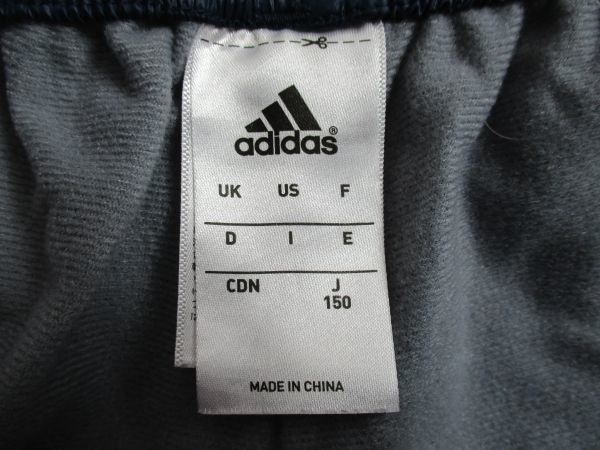 adidas®
UK US F
D I E
CDN J
150
MADE IN CHINA